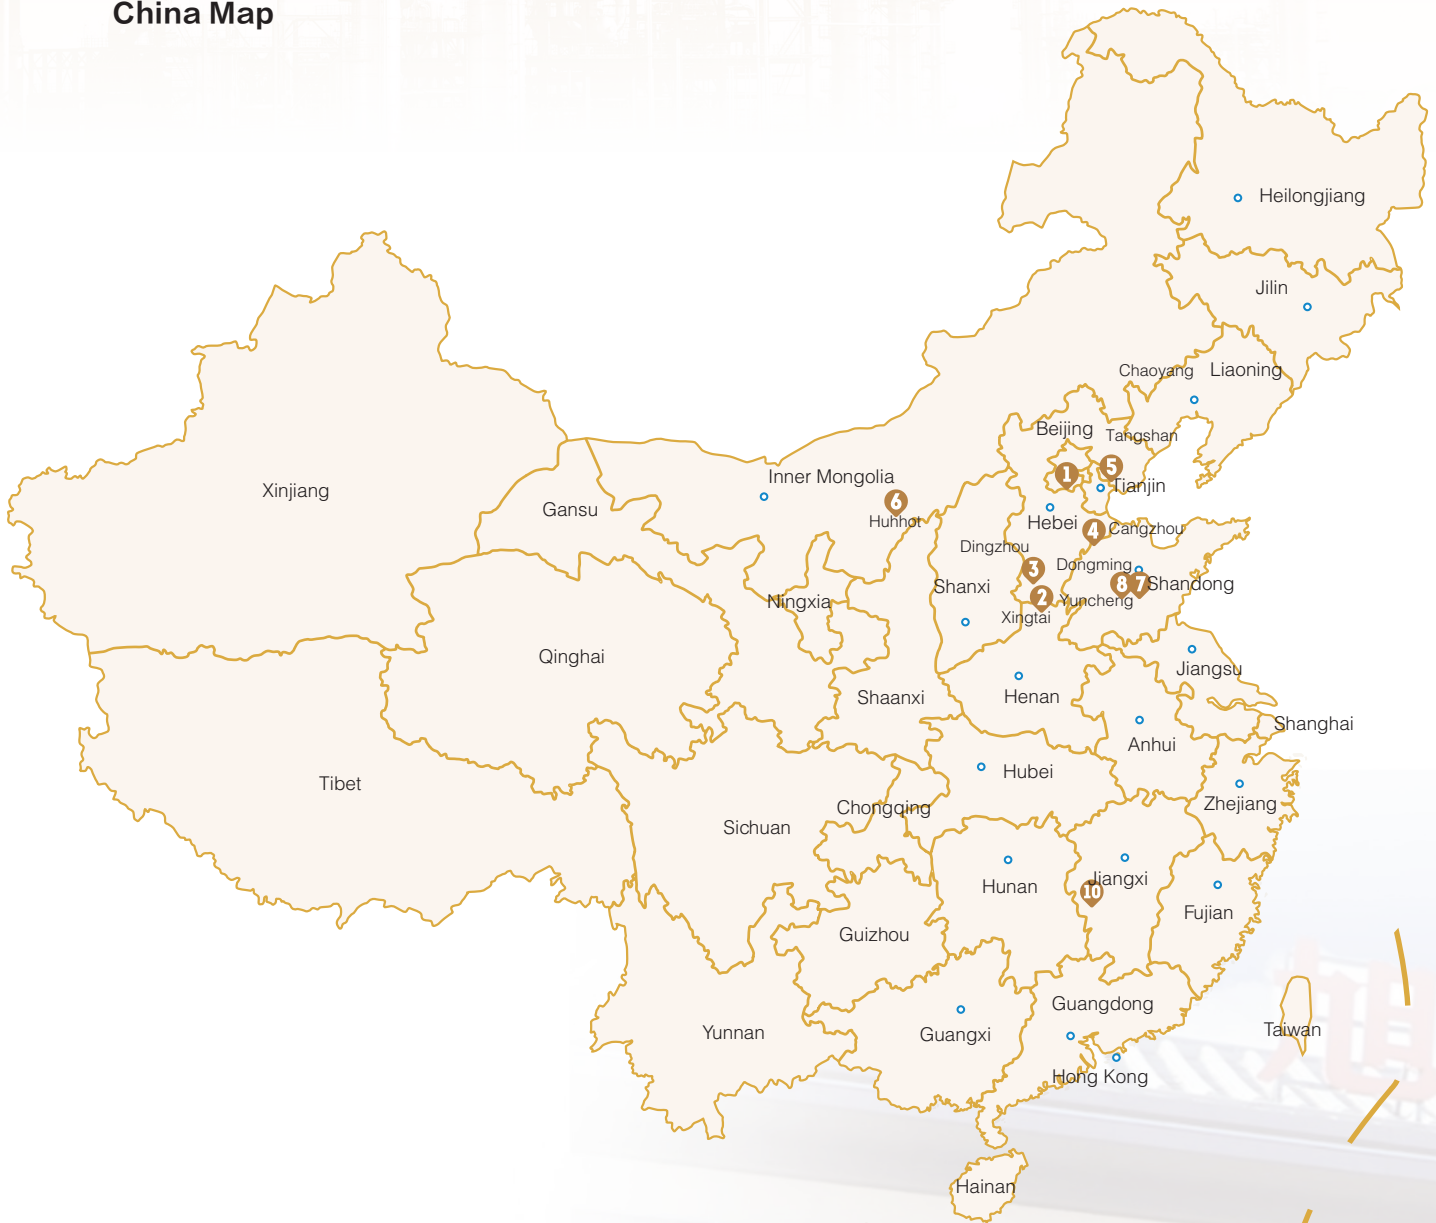 China Map
Heilongjiang
Jilin
Chaoyang
Liaoning
Beijing
Tangshan
Inner Mongolia
1
5
Tianjin
Xinjiang
Gansu
6
Huhhot
Hebei
4
Cangzhou
Dingzhou
3
Dongming
Shanxi
8
7
Shandong
Ningxia
2
Yuncheng
Xingtai
Qinghai
Jiangsu
Shaanxi
Henan
Shanghai
Anhui
Tibet
Hubei
Chongqing
Zhejiang
Sichuan
Hunan
Jiangxi
10
Fujian
Guizhou
Guangdong
Yunnan
Guangxi
Taiwan
Hong Kong
Hainan